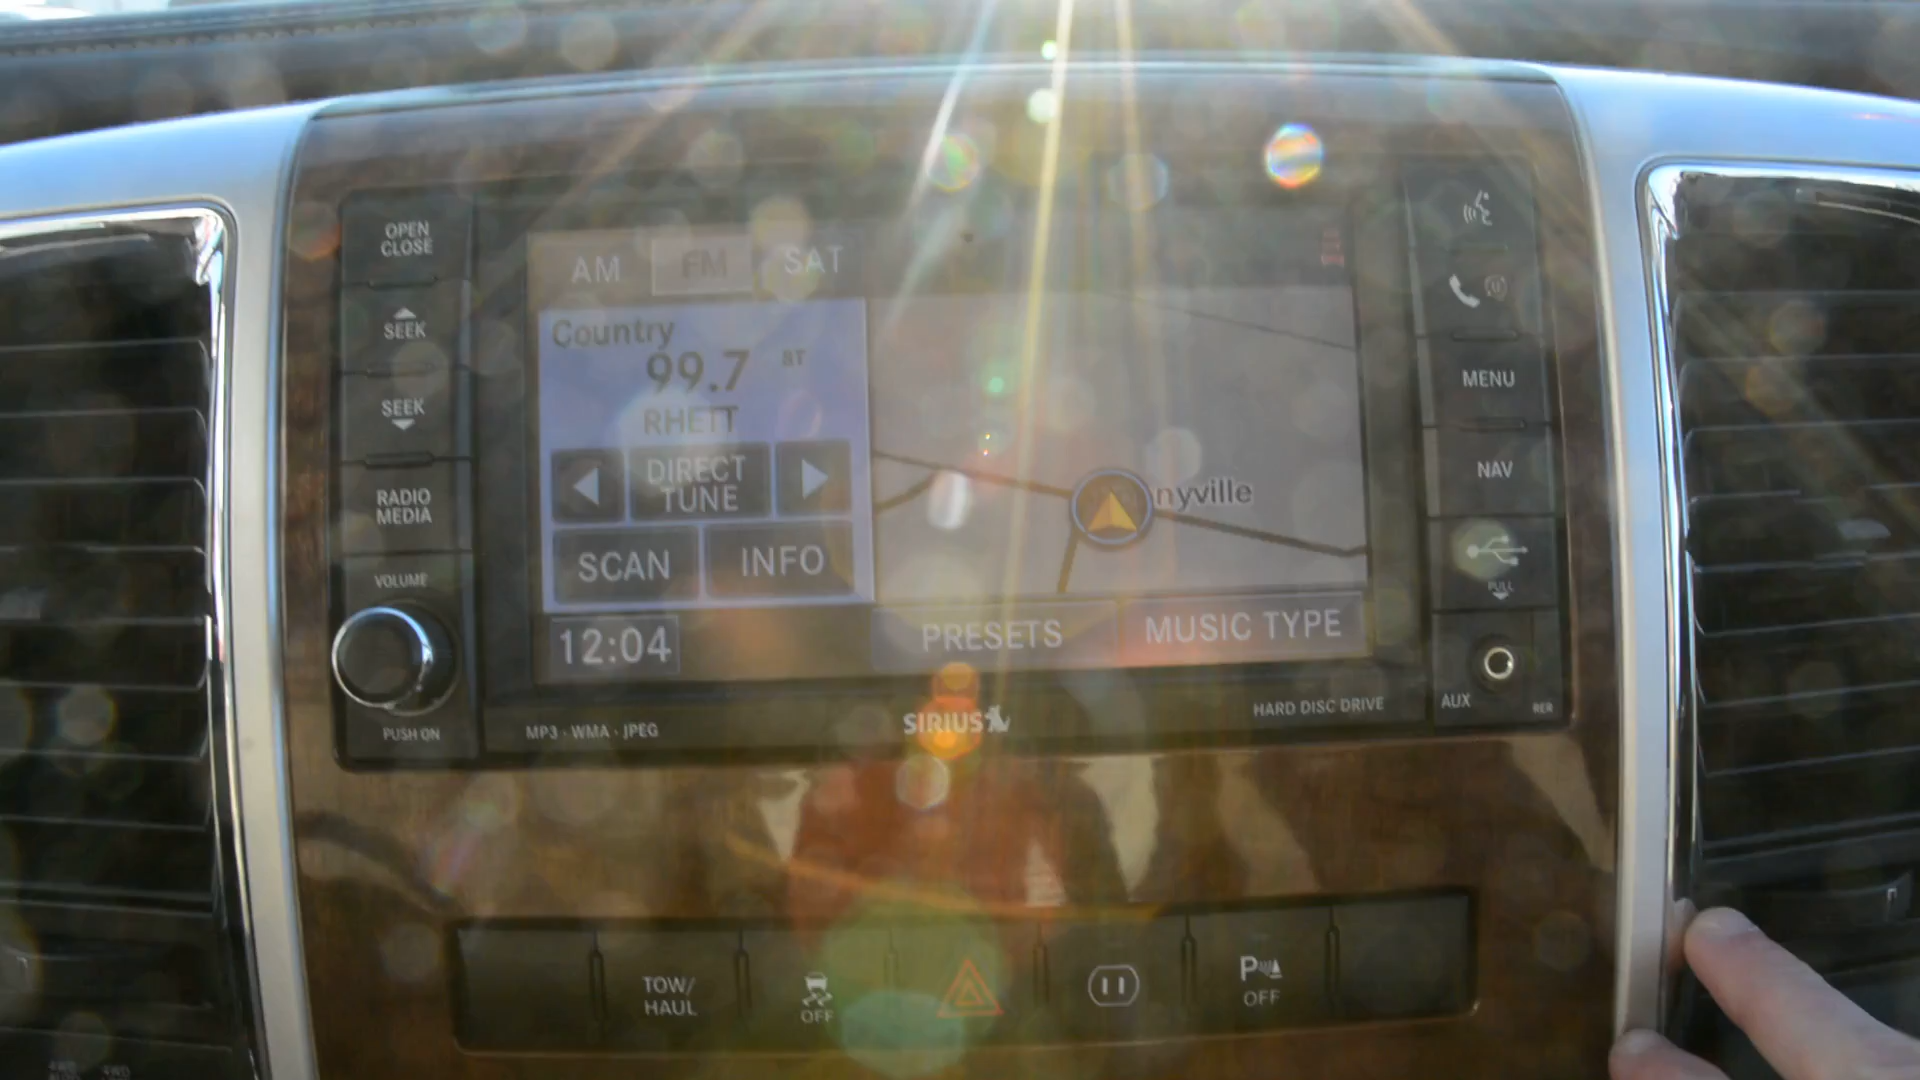 OPEN
CLOSE
SEEK
SEEK
RADIO
MEDIA
VOLUME
PUSH ON
AM FM SAT
Country
99.7
RHETT
DIRECT
TUNE
SCAN INFO
12:04
nyville
PRESETS MUSIC TYPE
MP3 · WMA · JPEG
SIRIUS
HARD DISC DRIVE
MENU
NAV
PULL
AUX
RER
TOW/
HAUL
OFF
P
OFF
4WD